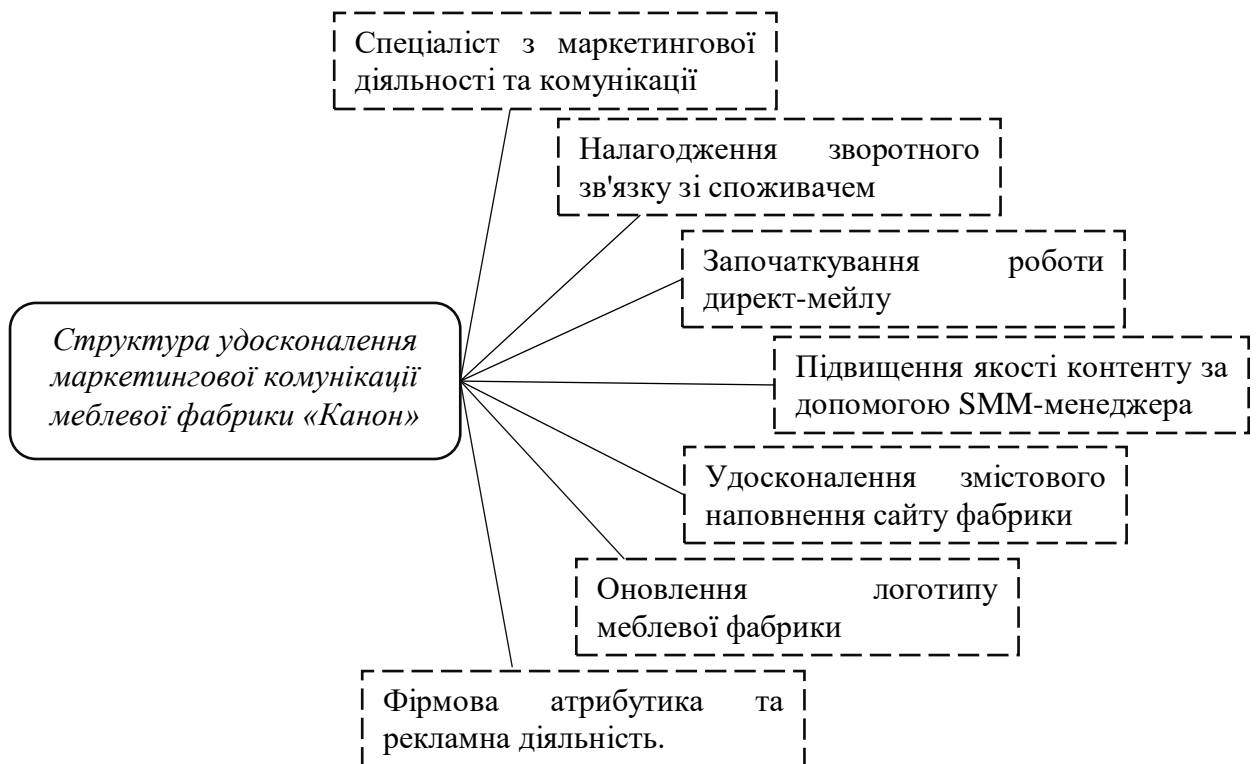 Спеціаліст з маркетингової
діяльності та комунікації
Налагодження зворотного
зв'язку зі споживачем
Започаткування роботи
директ-мейлу
Структура удосконалення
маркетингової комунікації
меблевої фабрики «Канон»
Підвищення якості контенту за
допомогою SMM-менеджера
Удосконалення змістового
наповнення сайту фабрики
Оновлення логотипу
меблевої фабрики
Фірмова атрибутика та
рекламна діяльність.